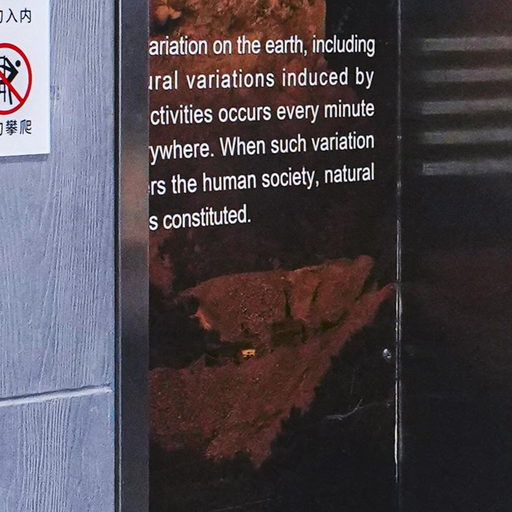 入内
攀爬
ariation on the earth, including
ural variations induced by
ctivities occurs every minute
ywhere. When such variation
rs the human society, natural
s constituted.